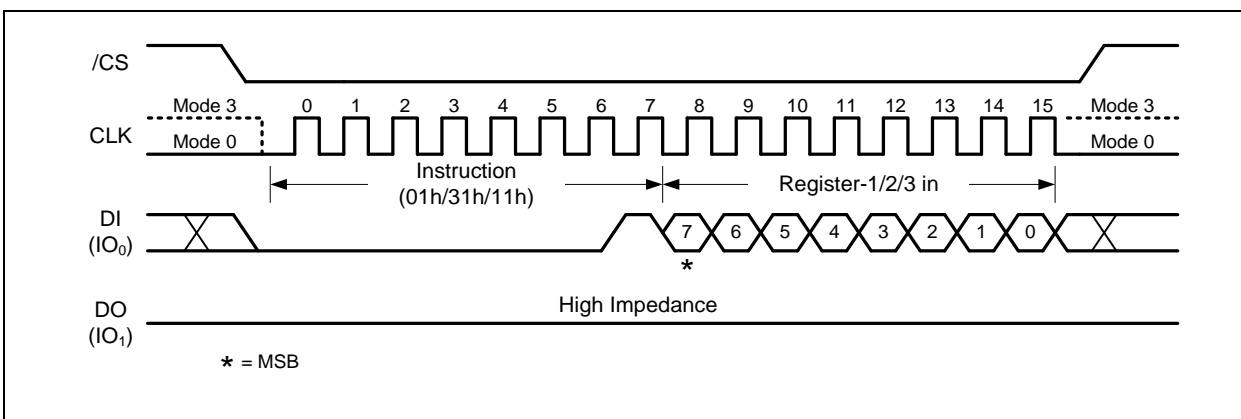 /CS
Mode 3 0 1 2 3 4 5 6 7 8 9 10 11 12 13 14 15 Mode 3
CLK
Mode 0 Mode 0
Instruction
(01h/31h/11h)
Register-1/2/3 in
DI
(IO₀)
7 6 5 4 3 2 1 0
*
High Impedance
DO
(IO₁)
* = MSB